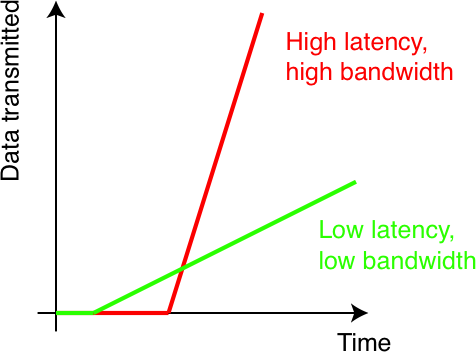 Data transmitted
High latency,
high bandwidth
Low latency,
low bandwidth
Time